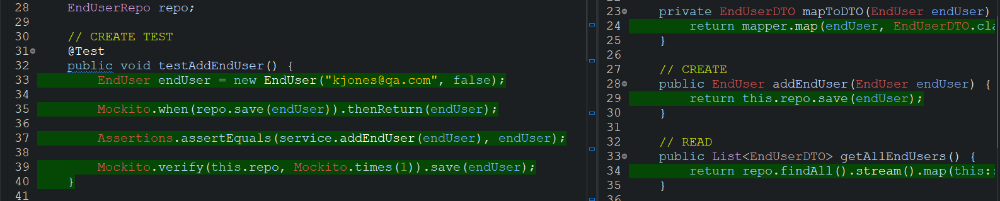 28 EndUserRepo repo;
29
30 // CREATE TEST
31 @Test
32 public void testAddEndUser() {
33 EndUser endUser = new EndUser("kjones@qa.com", false);
34
35 Mockito.when(repo.save(endUser)).thenReturn(endUser);
36
37 Assertions.assertEquals(service.addEndUser(endUser), endUser);
38
39 Mockito.verify(this.repo, Mockito.times(1)).save(endUser);
40 }
41
23 private EndUserDTO mapToDTO(EndUser endUser)
24 return mapper.map(endUser, EndUserDTO.cla
25 }
26
27 // CREATE
28 public EndUser addEndUser(EndUser endUser) {
29 return this.repo.save(endUser);
30 }
31
32 // READ
33 public List<EndUserDTO> getAllEndUsers() {
34 return repo.findAll().stream().map(this::
35 }
36